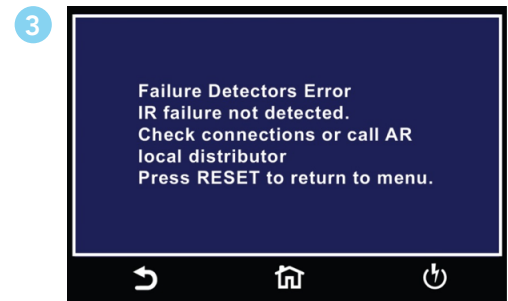 3
Failure Detectors Error
IR failure not detected.
Check connections or call AR
local distributor
Press RESET to return to menu.